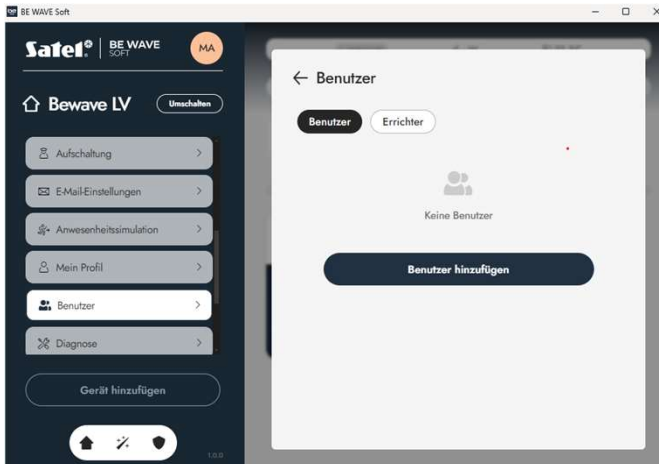 BE WAVE Soft
Satel BE WAVE SOFT
MA
Bewave LV
Umschalten
Aufschaltung
E-Mail-Einstellungen
Anwesenheitssimulation
Mein Profil
Benutzer
Diagnose
Gerät hinzufügen
1.0.0
Benutzer
Benutzer Errichter
Keine Benutzer
Benutzer hinzufügen